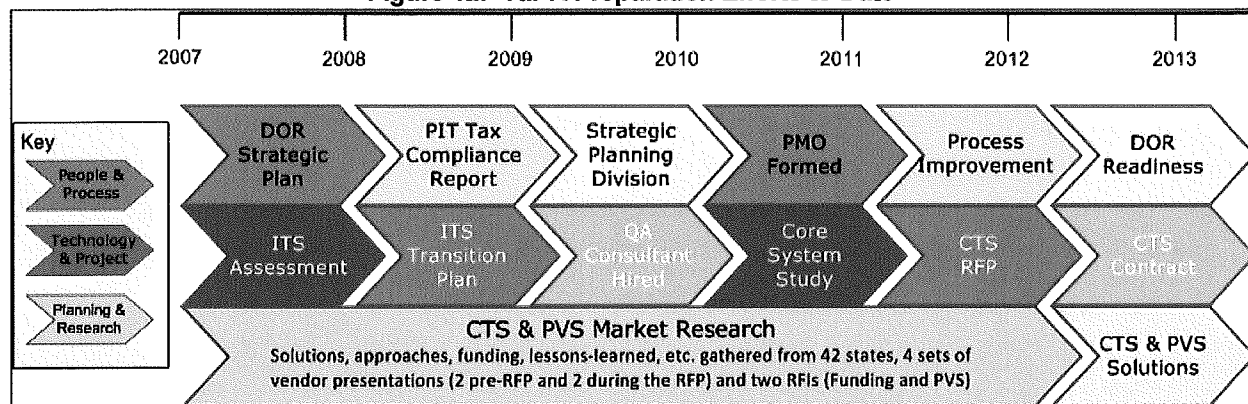 2007 2008 2009 2010 2011 2012 2013
Key
People &
Process
Technology
& Project
Planning &
Research
DOR
Strategic
Plan
PIT Tax
Compliance
Report
Strategic
Planning
Division
PMO
Formed
Process
Improvement
DOR
Readiness
ITS
Assessment
ITS
Transition
Plan
QA
Consultant
Hired
Core
System
Study
CTS
RFP
CTS
Contract
CTS & PVS Market Research
Solutions, approaches, funding, lessons-learned, etc. gathered from 42 states, 4 sets of
vendor presentations (2 pre-RFP and 2 during the RFP) and two RFIs (Funding and PVS)
CTS & PVS
Solutions